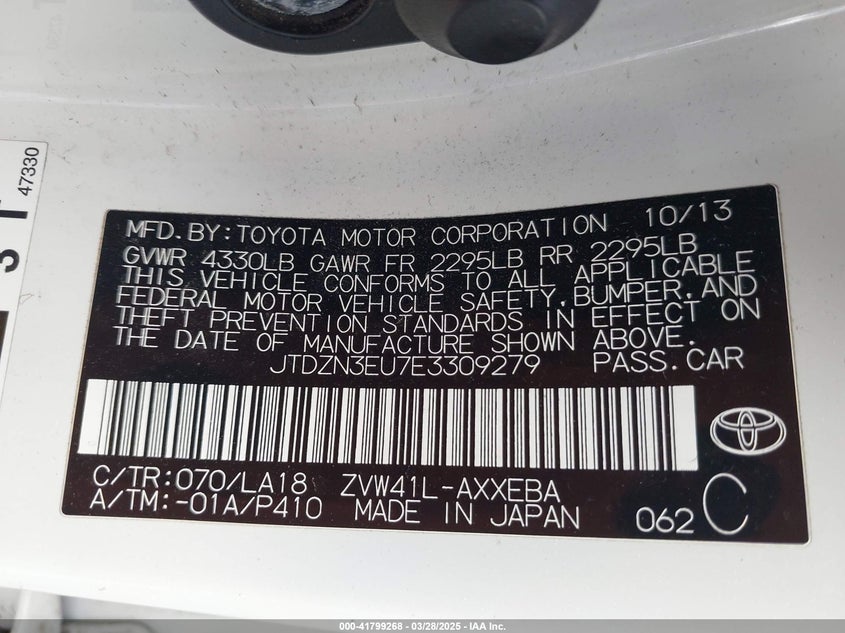 47330
MFD.BY:TOYOTA MOTOR CORPORATION 10/13
GVWR 4330LB GAWR FR 2295LB RR 2295LB
THIS VEHICLE CONFORMS TO ALL APPLICABLE
FEDERAL MOTOR VEHICLE SAFETY,BUMPER,AND
THEFT PREVENTION STANDARDS IN EFFECT ON
THE DATE OF MANUFACTURE SHOWN ABOVE.
JTDZN3EU7E3309279 PASS.CAR
C/TR:070/LA18 ZVW41L-AXXEBA
A/TM:-01A/P410 MADE IN JAPAN 062 C
000-41799268 — 03/28/2025 — IAA Inc.